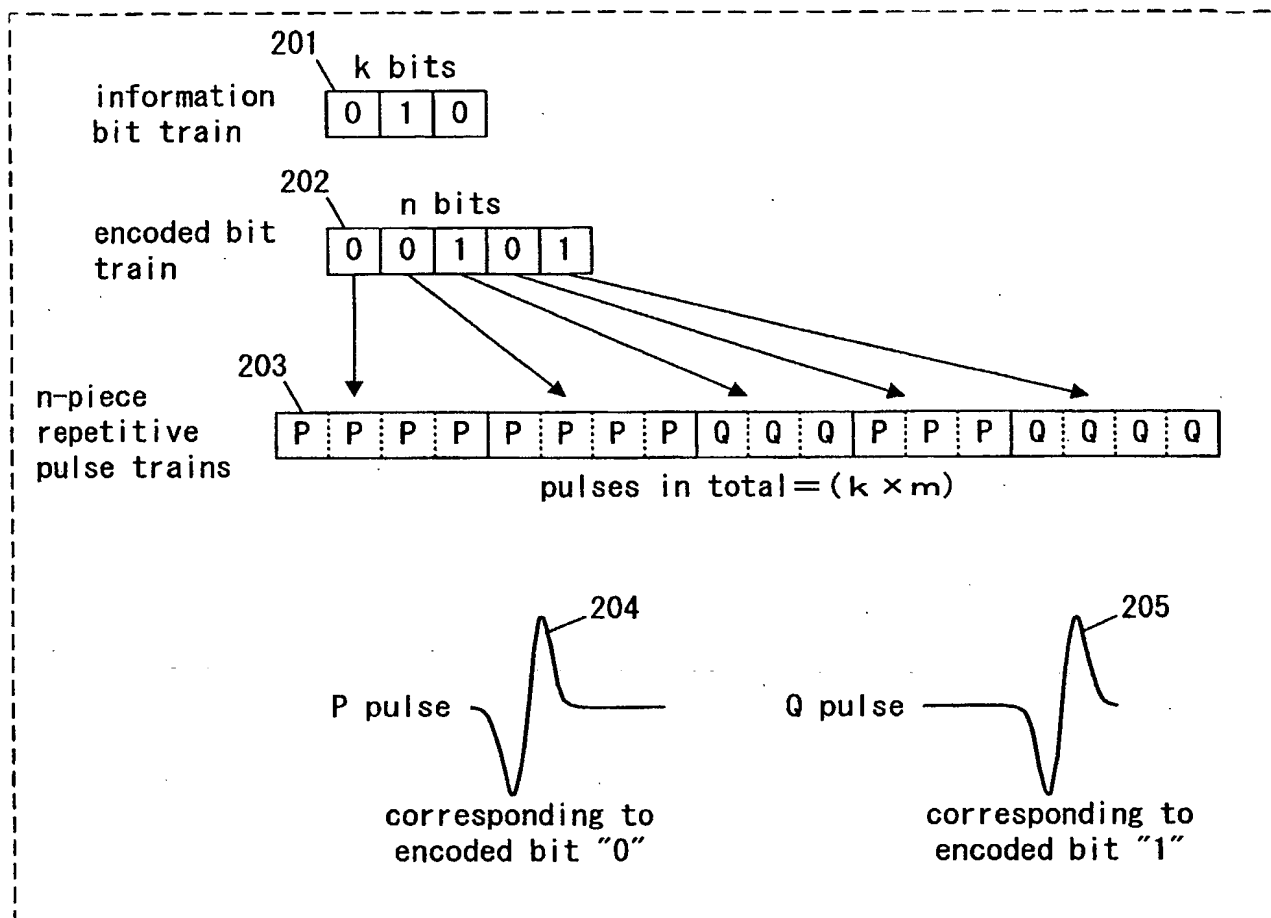 201
k bits
information
bit train
0 1 0
202
n bits
encoded bit
train
0 0 1 0 1
203
n-piece
repetitive
pulse trains
P P P P P P P P Q Q Q P P P Q Q Q Q
pulses in total=(k×m)
204
205
P pulse
Q pulse
corresponding to
encoded bit "0"
corresponding to
encoded bit "1"